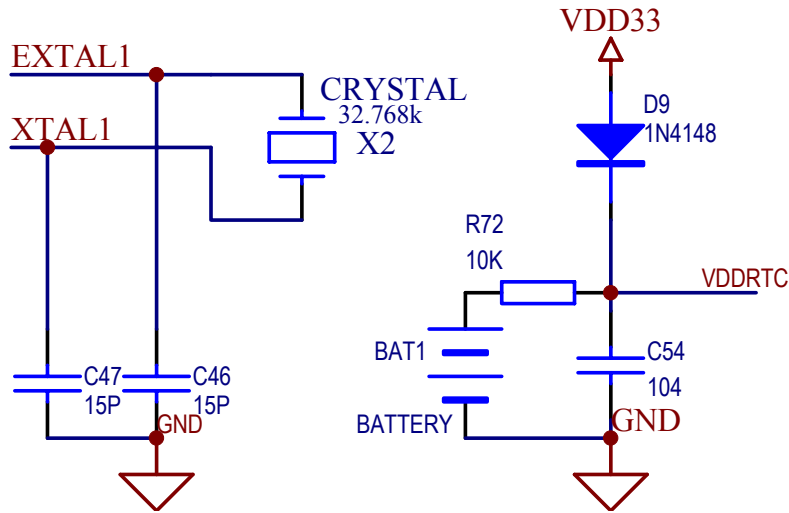 EXTAL1
XTAL1
CRYSTAL
32.768k
X2
C47
15P
C46
15P
GND
VDD33
D9
1N4148
R72
10K
VDDRTC
BAT1
BATTERY
C54
104
GND